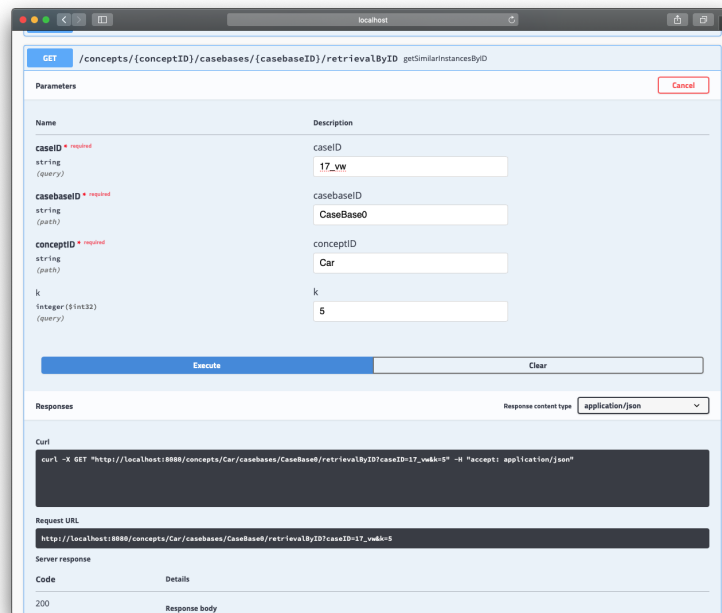 localhost
GET /concepts/{conceptID}/casebases/{casebaseID}/retrievalByID getSimilarInstancesByID
Parameters
Cancel
Name Description
caseID * required
string
(query)
caseID
17_vw
casebaseID * required
string
(path)
casebaseID
CaseBase0
conceptID * required
string
(path)
conceptID
Car
k
integer($int32)
(query)
k
5
Execute Clear
Responses Response content type application/json
Curl
curl -X GET "http://localhost:8080/concepts/Car/casebases/CaseBase0/retrievalByID?caseID=17_vw&k=5" -H "accept: application/json"
Request URL
http://localhost:8080/concepts/Car/casebases/CaseBase0/retrievalByID?caseID=17_vw&k=5
Server response
Code Details
200
Response body